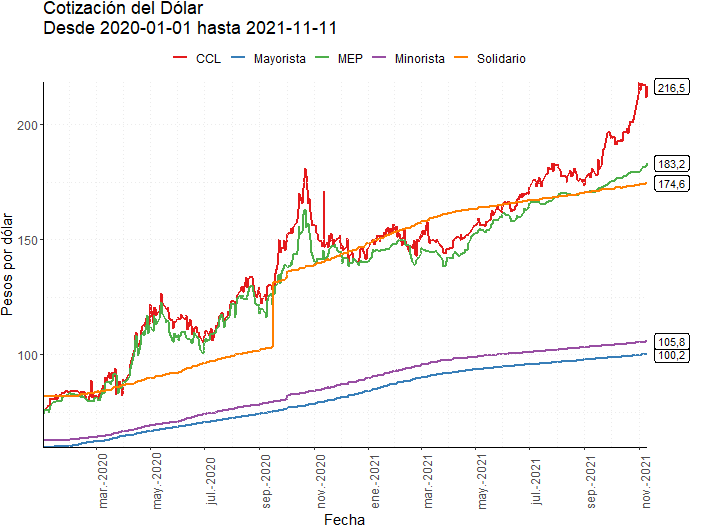 Cotización del Dólar
Desde 2020-01-01 hasta 2021-11-11
CCL Mayorista MEP Minorista Solidario
Pesos por dólar
200
150
100
216,5
183,2
174,6
105,8
100,2
mar.-2020
may.-2020
jul.-2020
sep.-2020
nov.-2020
ene.-2021
mar.-2021
may.-2021
jul.-2021
sep.-2021
nov.-2021
Fecha